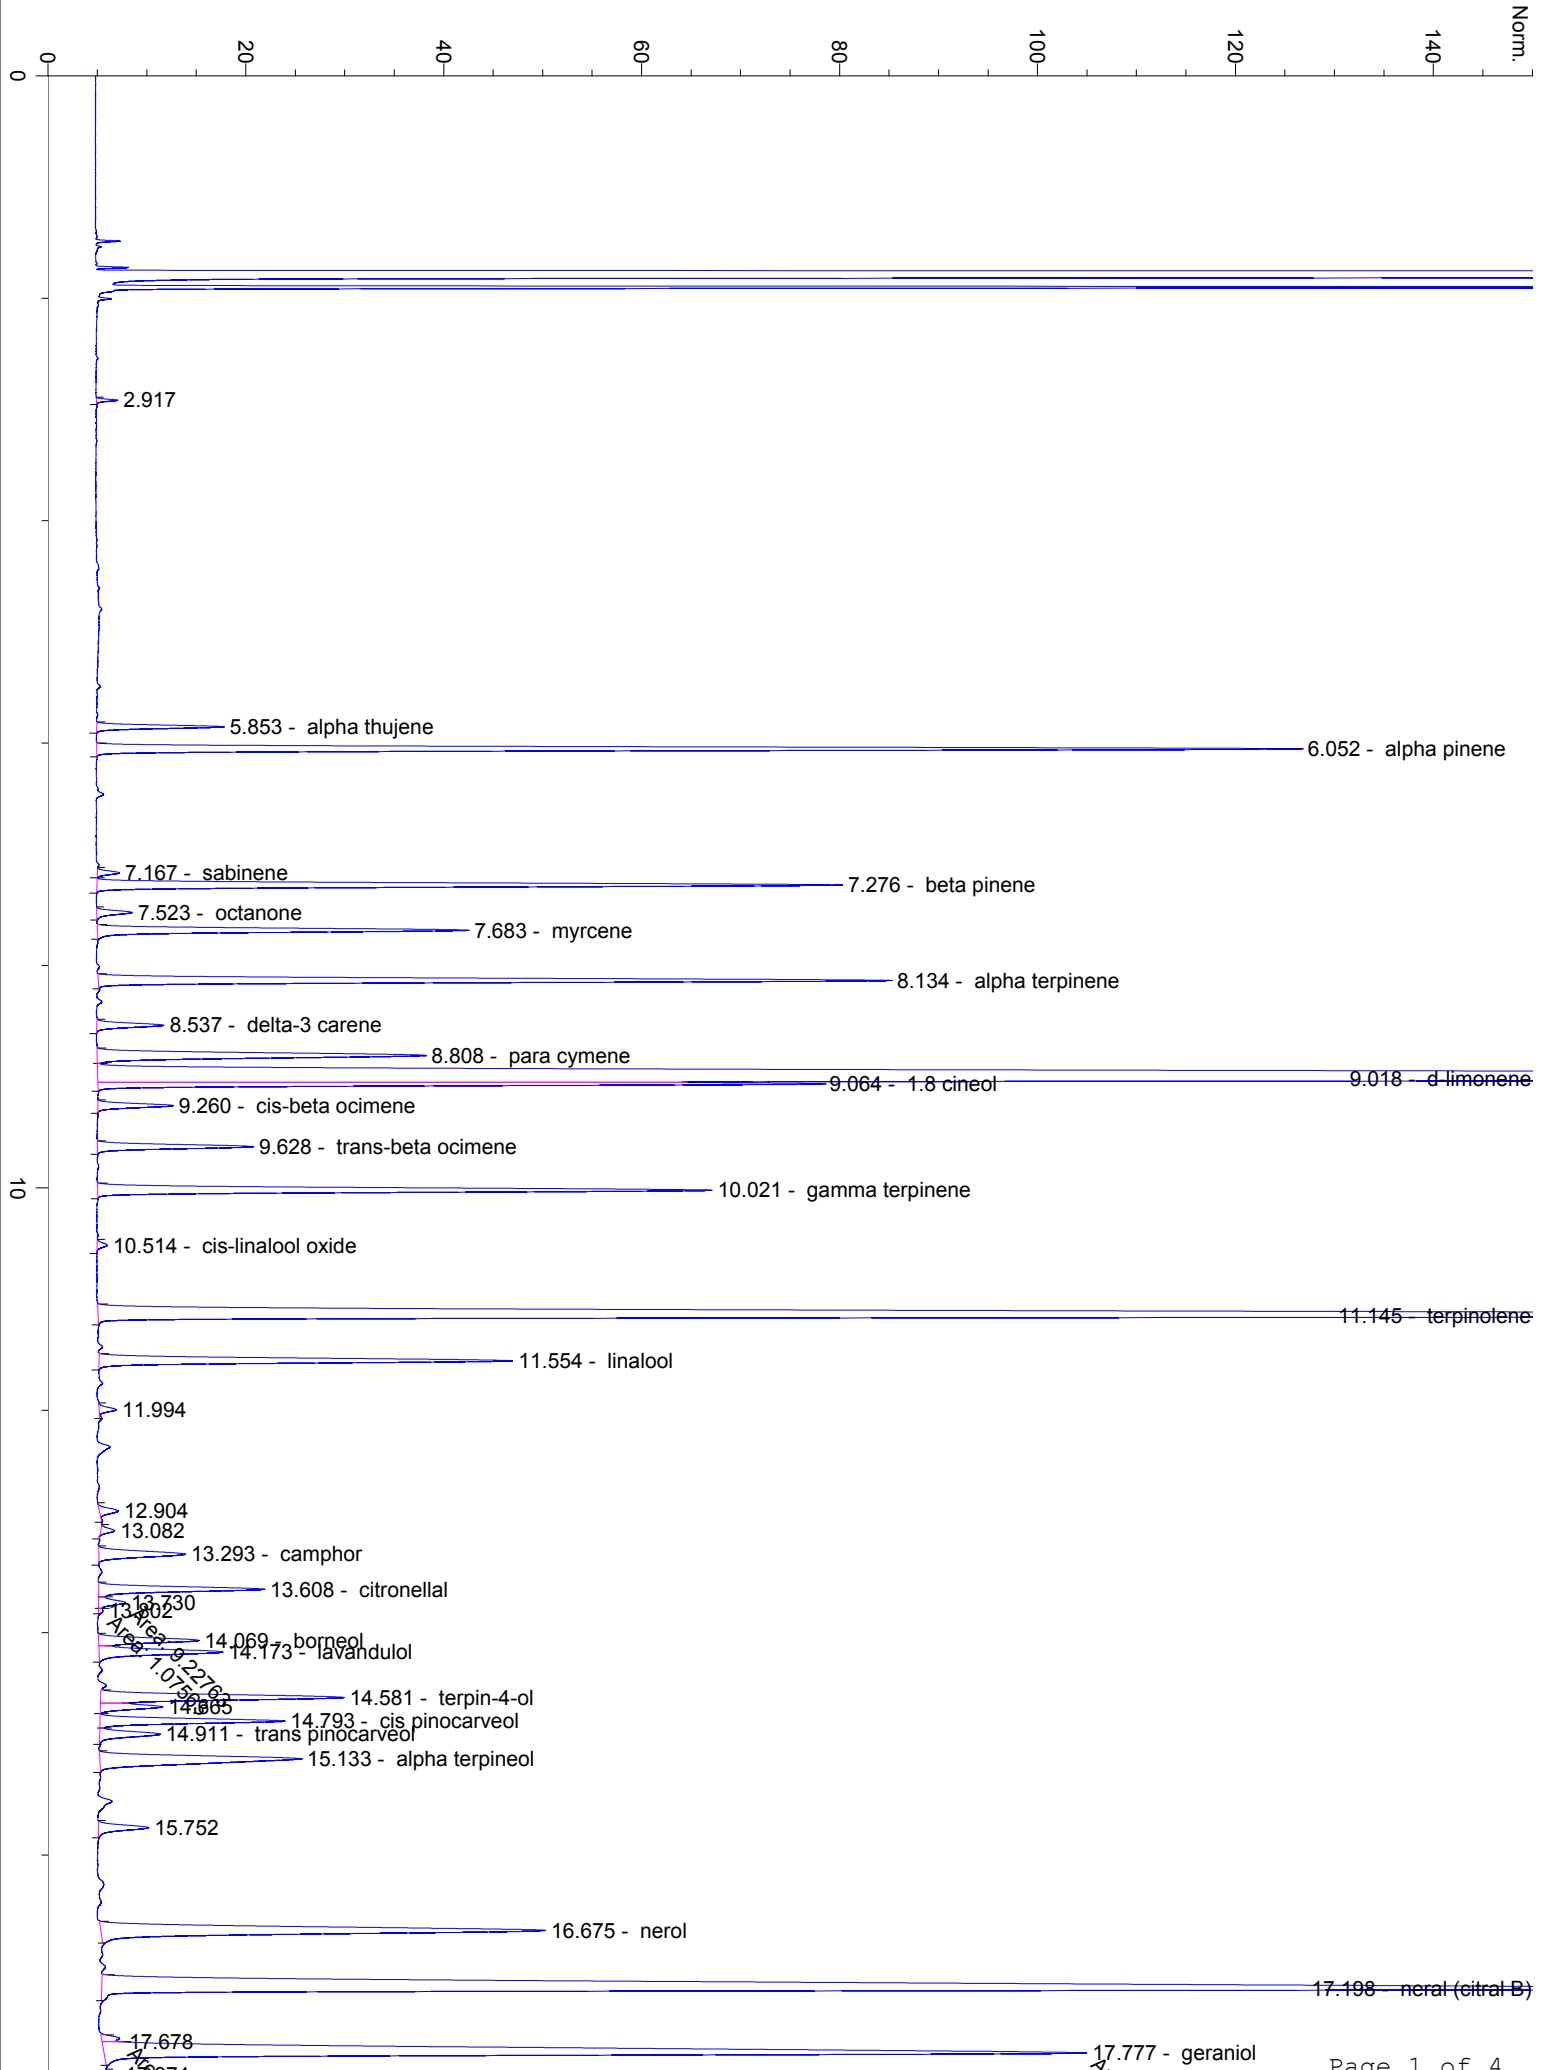 Norm.
0
20
40
60
80
100
120
140
0
2.917
5.853 - alpha thujene
6.052 - alpha pinene
7.167 - sabinene
7.276 - beta pinene
7.523 - octanone
7.683 - myrcene
8.134 - alpha terpinene
8.537 - delta-3 carene
8.808 - para cymene
9.018 - d-limonene
9.064 - 1.8 cineol
9.260 - cis-beta ocimene
9.628 - trans-beta ocimene
10.021 - gamma terpinene
10
10.514 - cis-linalool oxide
11.145 - terpinolene
11.554 - linalool
11.994
12.904
13.082
13.293 - camphor
13.608 - citronellal
13.730
Area: 9.22763
13.802
14.069 - borneol
14.173 - lavandulol
14.581 - terpin-4-ol
14.665
14.793 - cis pinocarveol
14.911 - trans pinocarveol
15.133 - alpha terpineol
15.752
16.675 - nerol
17.198 - neral (citral B)
17.678
17.777 - geraniol
Page 1 of 4